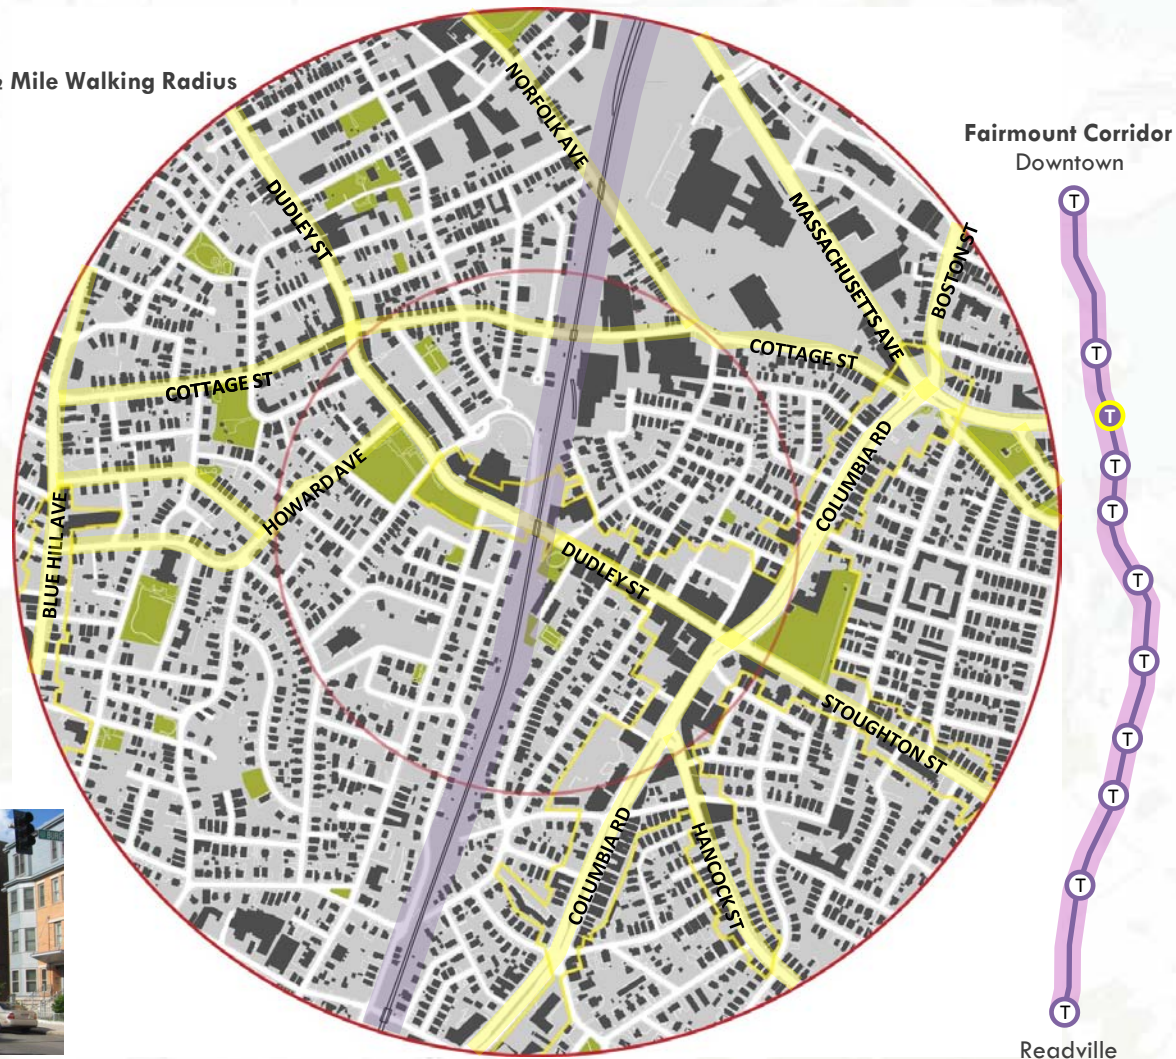 Mile Walking Radius
Fairmount Corridor
Downtown
T
T
T
T
T
T
T
T
T
T
T
Readville
NORFOLK AVE
DUDLEY ST
MASSACHUSETTS AVE
BOSTON ST
COTTAGE ST
COTTAGE ST
COLUMBIA RD
HOWARD AVE
BLUE HILL AVE
DUDLEY ST
STOUGHTON ST
COLUMBIA RD
HANCOCK ST